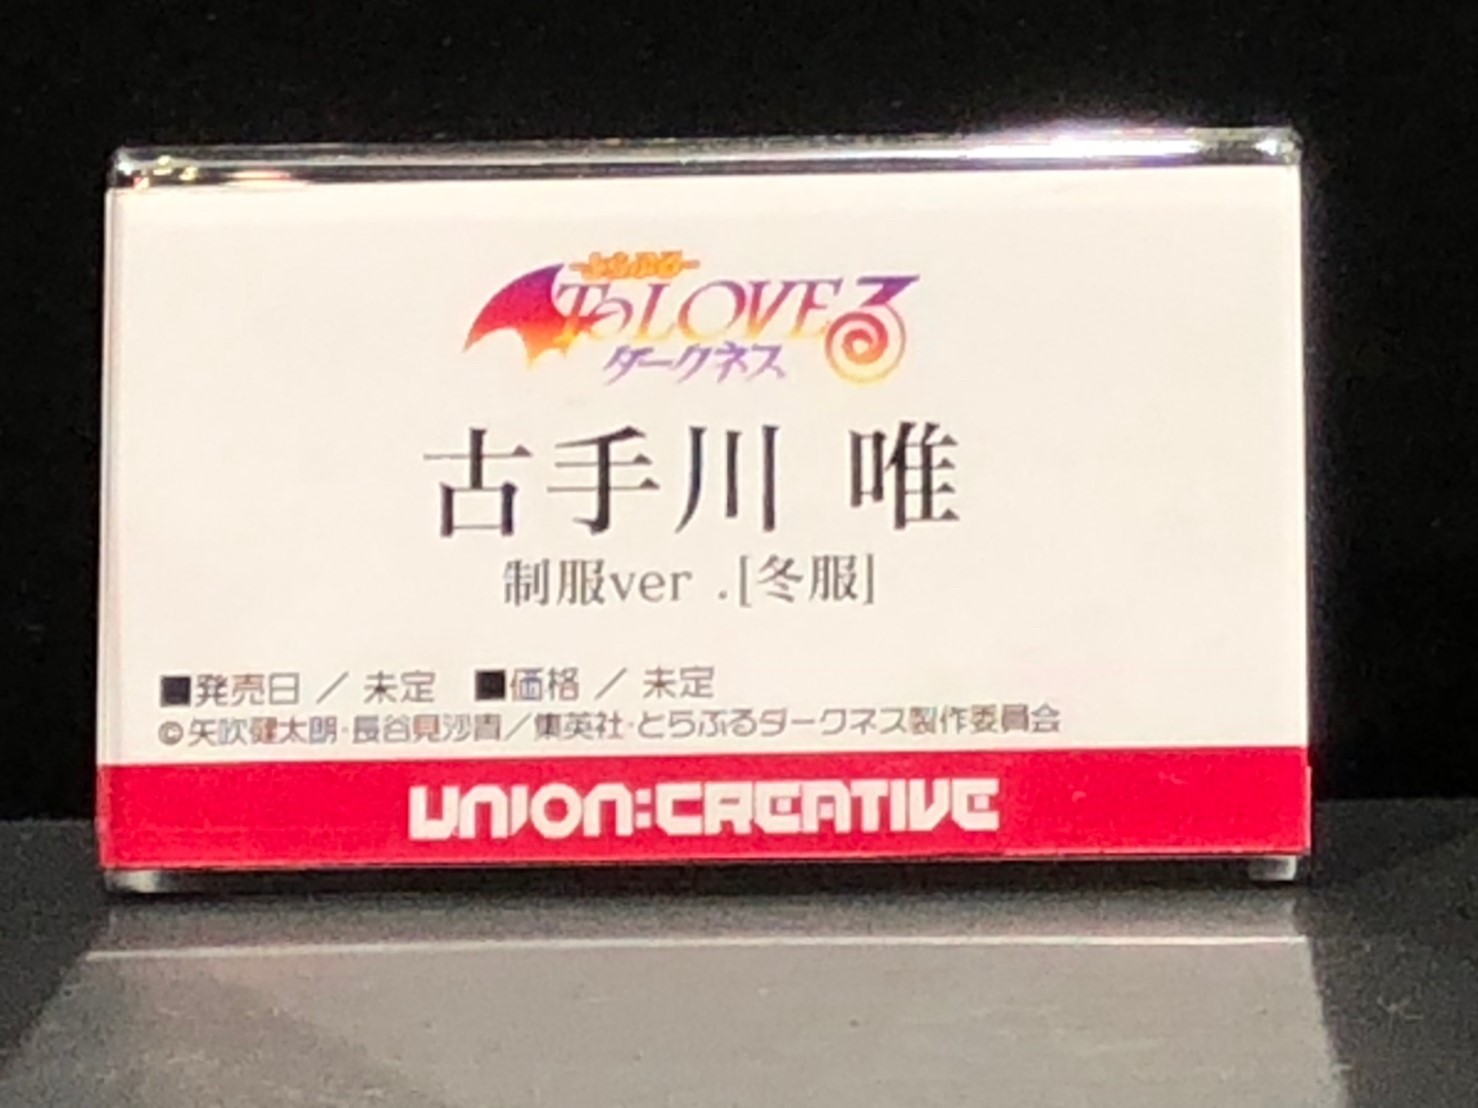 -とらぶる-
To LOVEる
ダークネス
古手川 唯
制服ver .[冬服]
■発売日 ／ 未定 ■価格 ／ 未定
©矢吹健太朗・長谷見沙貴／集英社・とらぶるダークネス製作委員会
UNION:CREATIVE